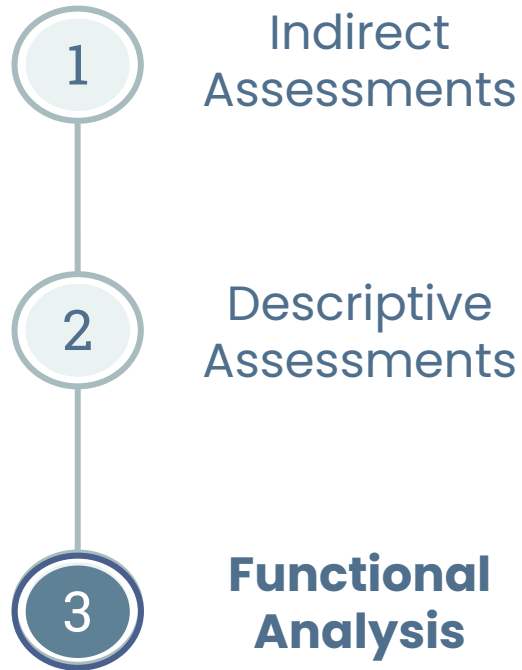 1
Indirect
Assessments
2
Descriptive
Assessments
3
Functional
Analysis